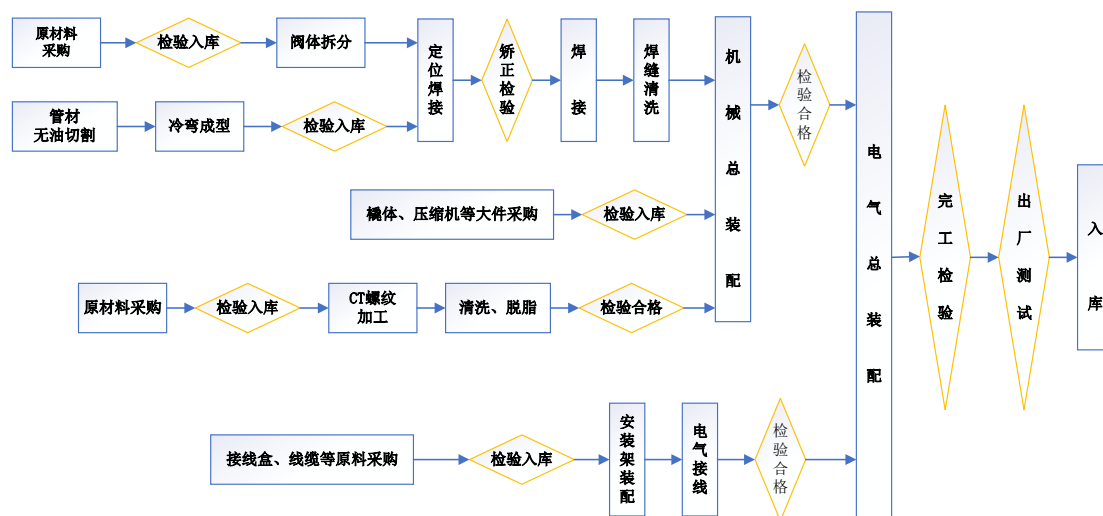 原材料
采购
检验入库
阀体拆分
定位焊接
矫正检验
焊接
焊缝清洗
机械总装配
检验合格
管材
无油切割
冷弯成型
检验入库
橇体、压缩机等大件采购
检验入库
原材料采购
检验入库
CT螺纹
加工
清洗、脱脂
检验合格
电气总装配
完工检验
出厂测试
入库
接线盒、线缆等原料采购
检验入库
安装架装配
电气接线
检验合格